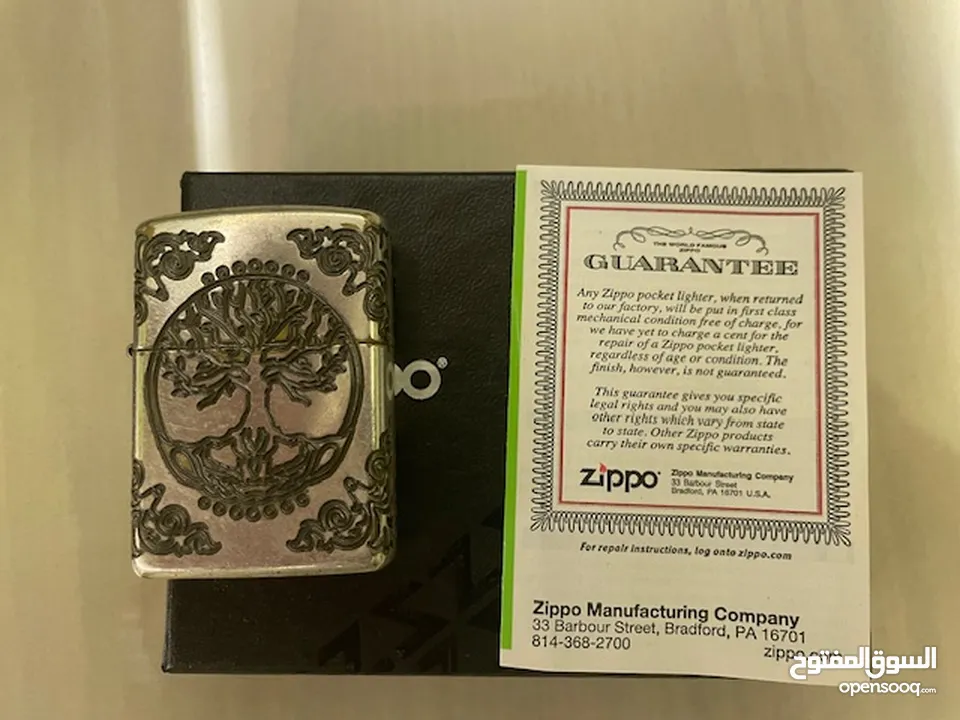 THE WORLD FAMOUS
ZIPPO
GUARANTEE
Any Zippo pocket lighter, when returned
to our factory, will be put in first class
mechanical condition free of charge, for
we have yet to charge a cent for the
repair of a Zippo pocket lighter,
regardless of age or condition. The
finish, however, is not guaranteed.
This guarantee gives you specific
legal rights and you may also have
other rights which vary from state
to state. Other Zippo products
carry their own specific warranties.
zippo
Zippo Manufacturing Company
33 Barbour Street
Bradford, PA 16701 U.S.A.
For repair instructions, log onto zippo.com
Zippo Manufacturing Company
33 Barbour Street, Bradford, PA 16701
814-368-2700
السوق المفتوح
opensooq.com